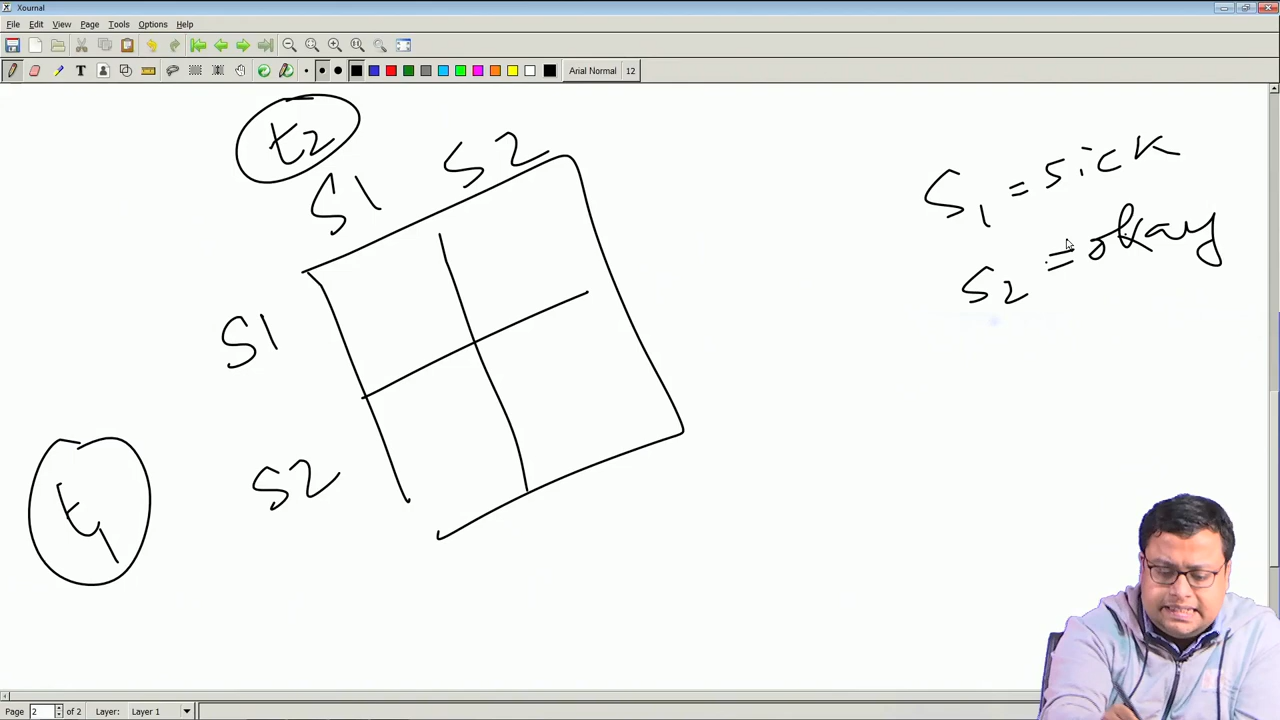 Xournal
File Edit View Page Tools Options Help
T Arial Normal 12
t2
S1 S2
S1 = sick
S2 = okay
S1
S2
t1
Page 2 of 2 Layer: Layer 1